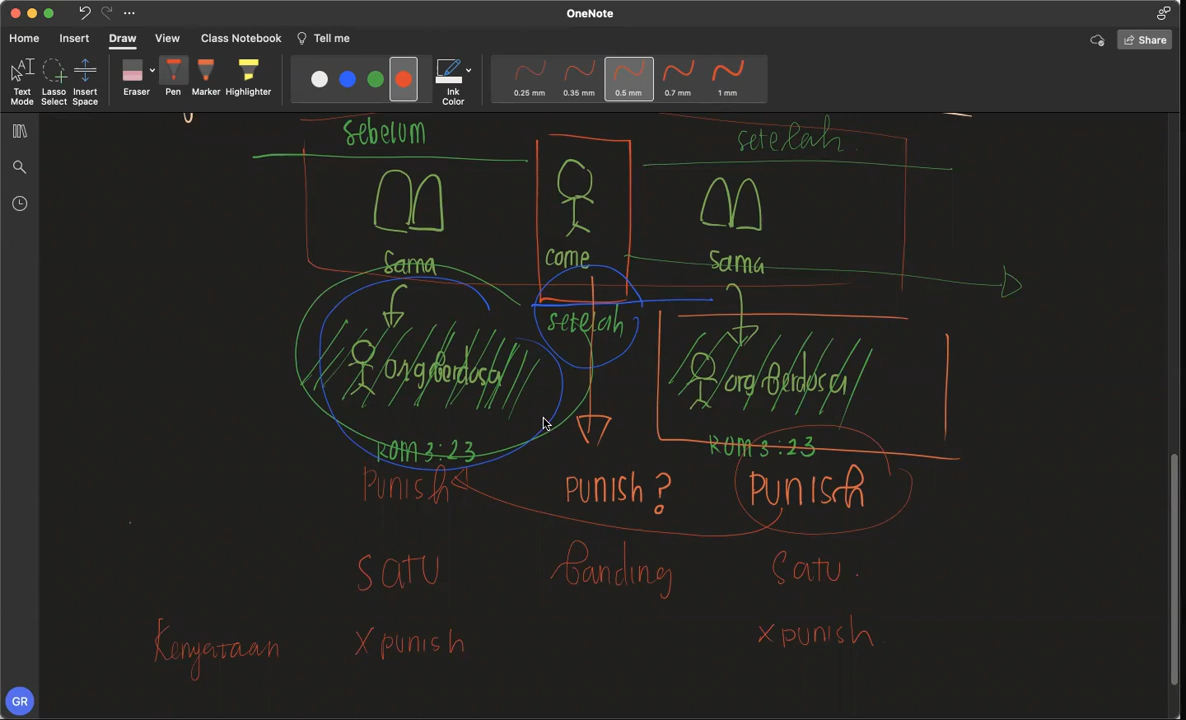 OneNote
Home Insert Draw View Class Notebook Tell me
Share
Text Mode
Lasso Select
Insert Space
Eraser
Pen
Marker
Highlighter
Ink Color
0.25 mm
0.35 mm
0.5 mm
0.7 mm
1 mm
sebelum
setelah
Sama
come
sama
setelah
org berdosa
org berdosa
ROM 3:23
ROM 3:23
Punish
PUNISH?
PUNISH
SATU
banding
Satu.
Kenyataan
X punish
X punish
GR